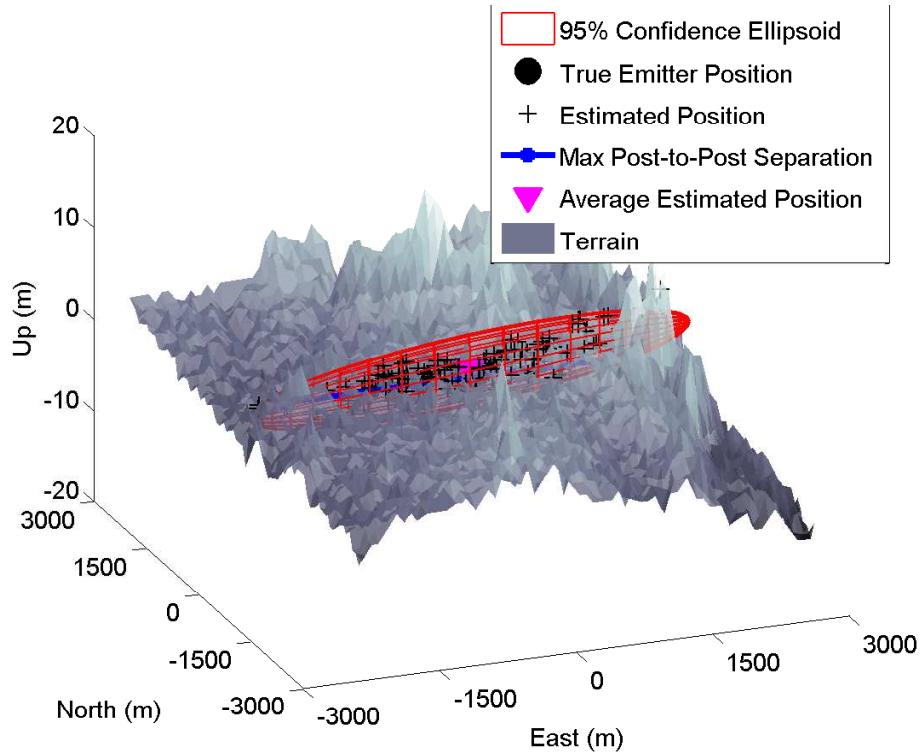 95% Confidence Ellipsoid
True Emitter Position
Estimated Position
Max Post-to-Post Separation
Average Estimated Position
Terrain
20
10
0
-10
-20
Up (m)
3000
1500
0
-1500
-3000
North (m)
-3000
-1500
0
1500
3000
East (m)